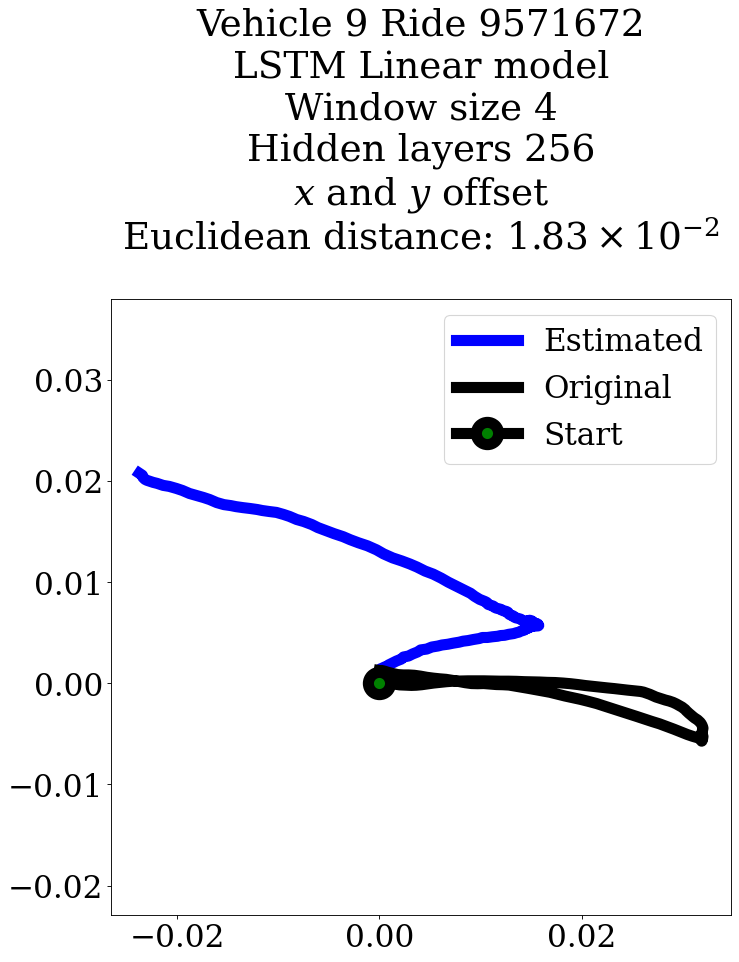 Vehicle 9 Ride 9571672
LSTM Linear model
Window size 4
Hidden layers 256
x and y offset
Euclidean distance: 1.83 × 10⁻²
Estimated
Original
Start
0.03
0.02
0.01
0.00
−0.01
−0.02
−0.02 0.00 0.02